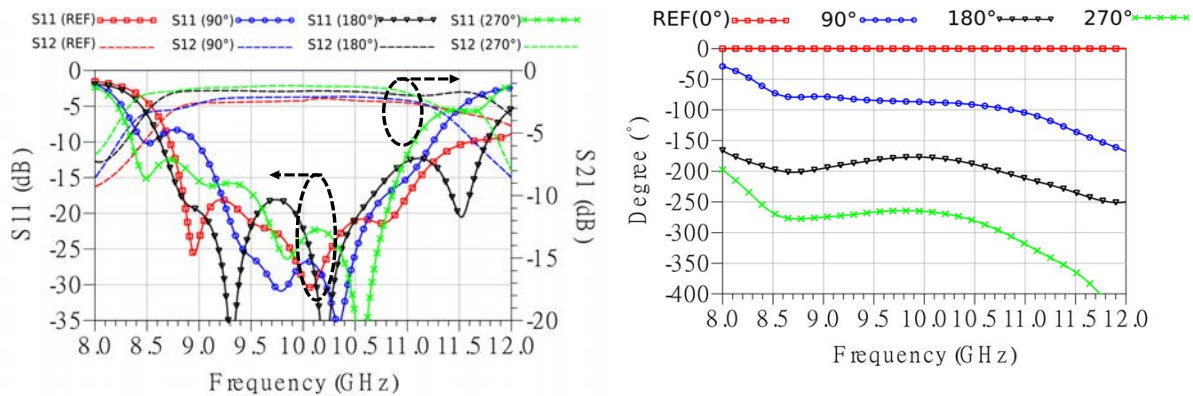 S11 (REF) S11 (90°) S11 (180°) S11 (270°)
S12 (REF) S12 (90°) S12 (180°) S12 (270°)
0
-5
-10
-15
-20
-25
-30
-35
S11 (dB)
0
-5
-10
-15
-20
S21 (dB)
8.0 8.5 9.5 9.5 10.0 10.5 11.0 11.5 12.0
Frequency (GHz)
REF(0°) 90° 180° 270°
0
-50
-100
-150
-200
-250
-300
-350
-400
Degree (°)
8.0 8.5 9.0 9.5 10.0 10.5 11.0 11.5 12.0
Frequency (GHz)